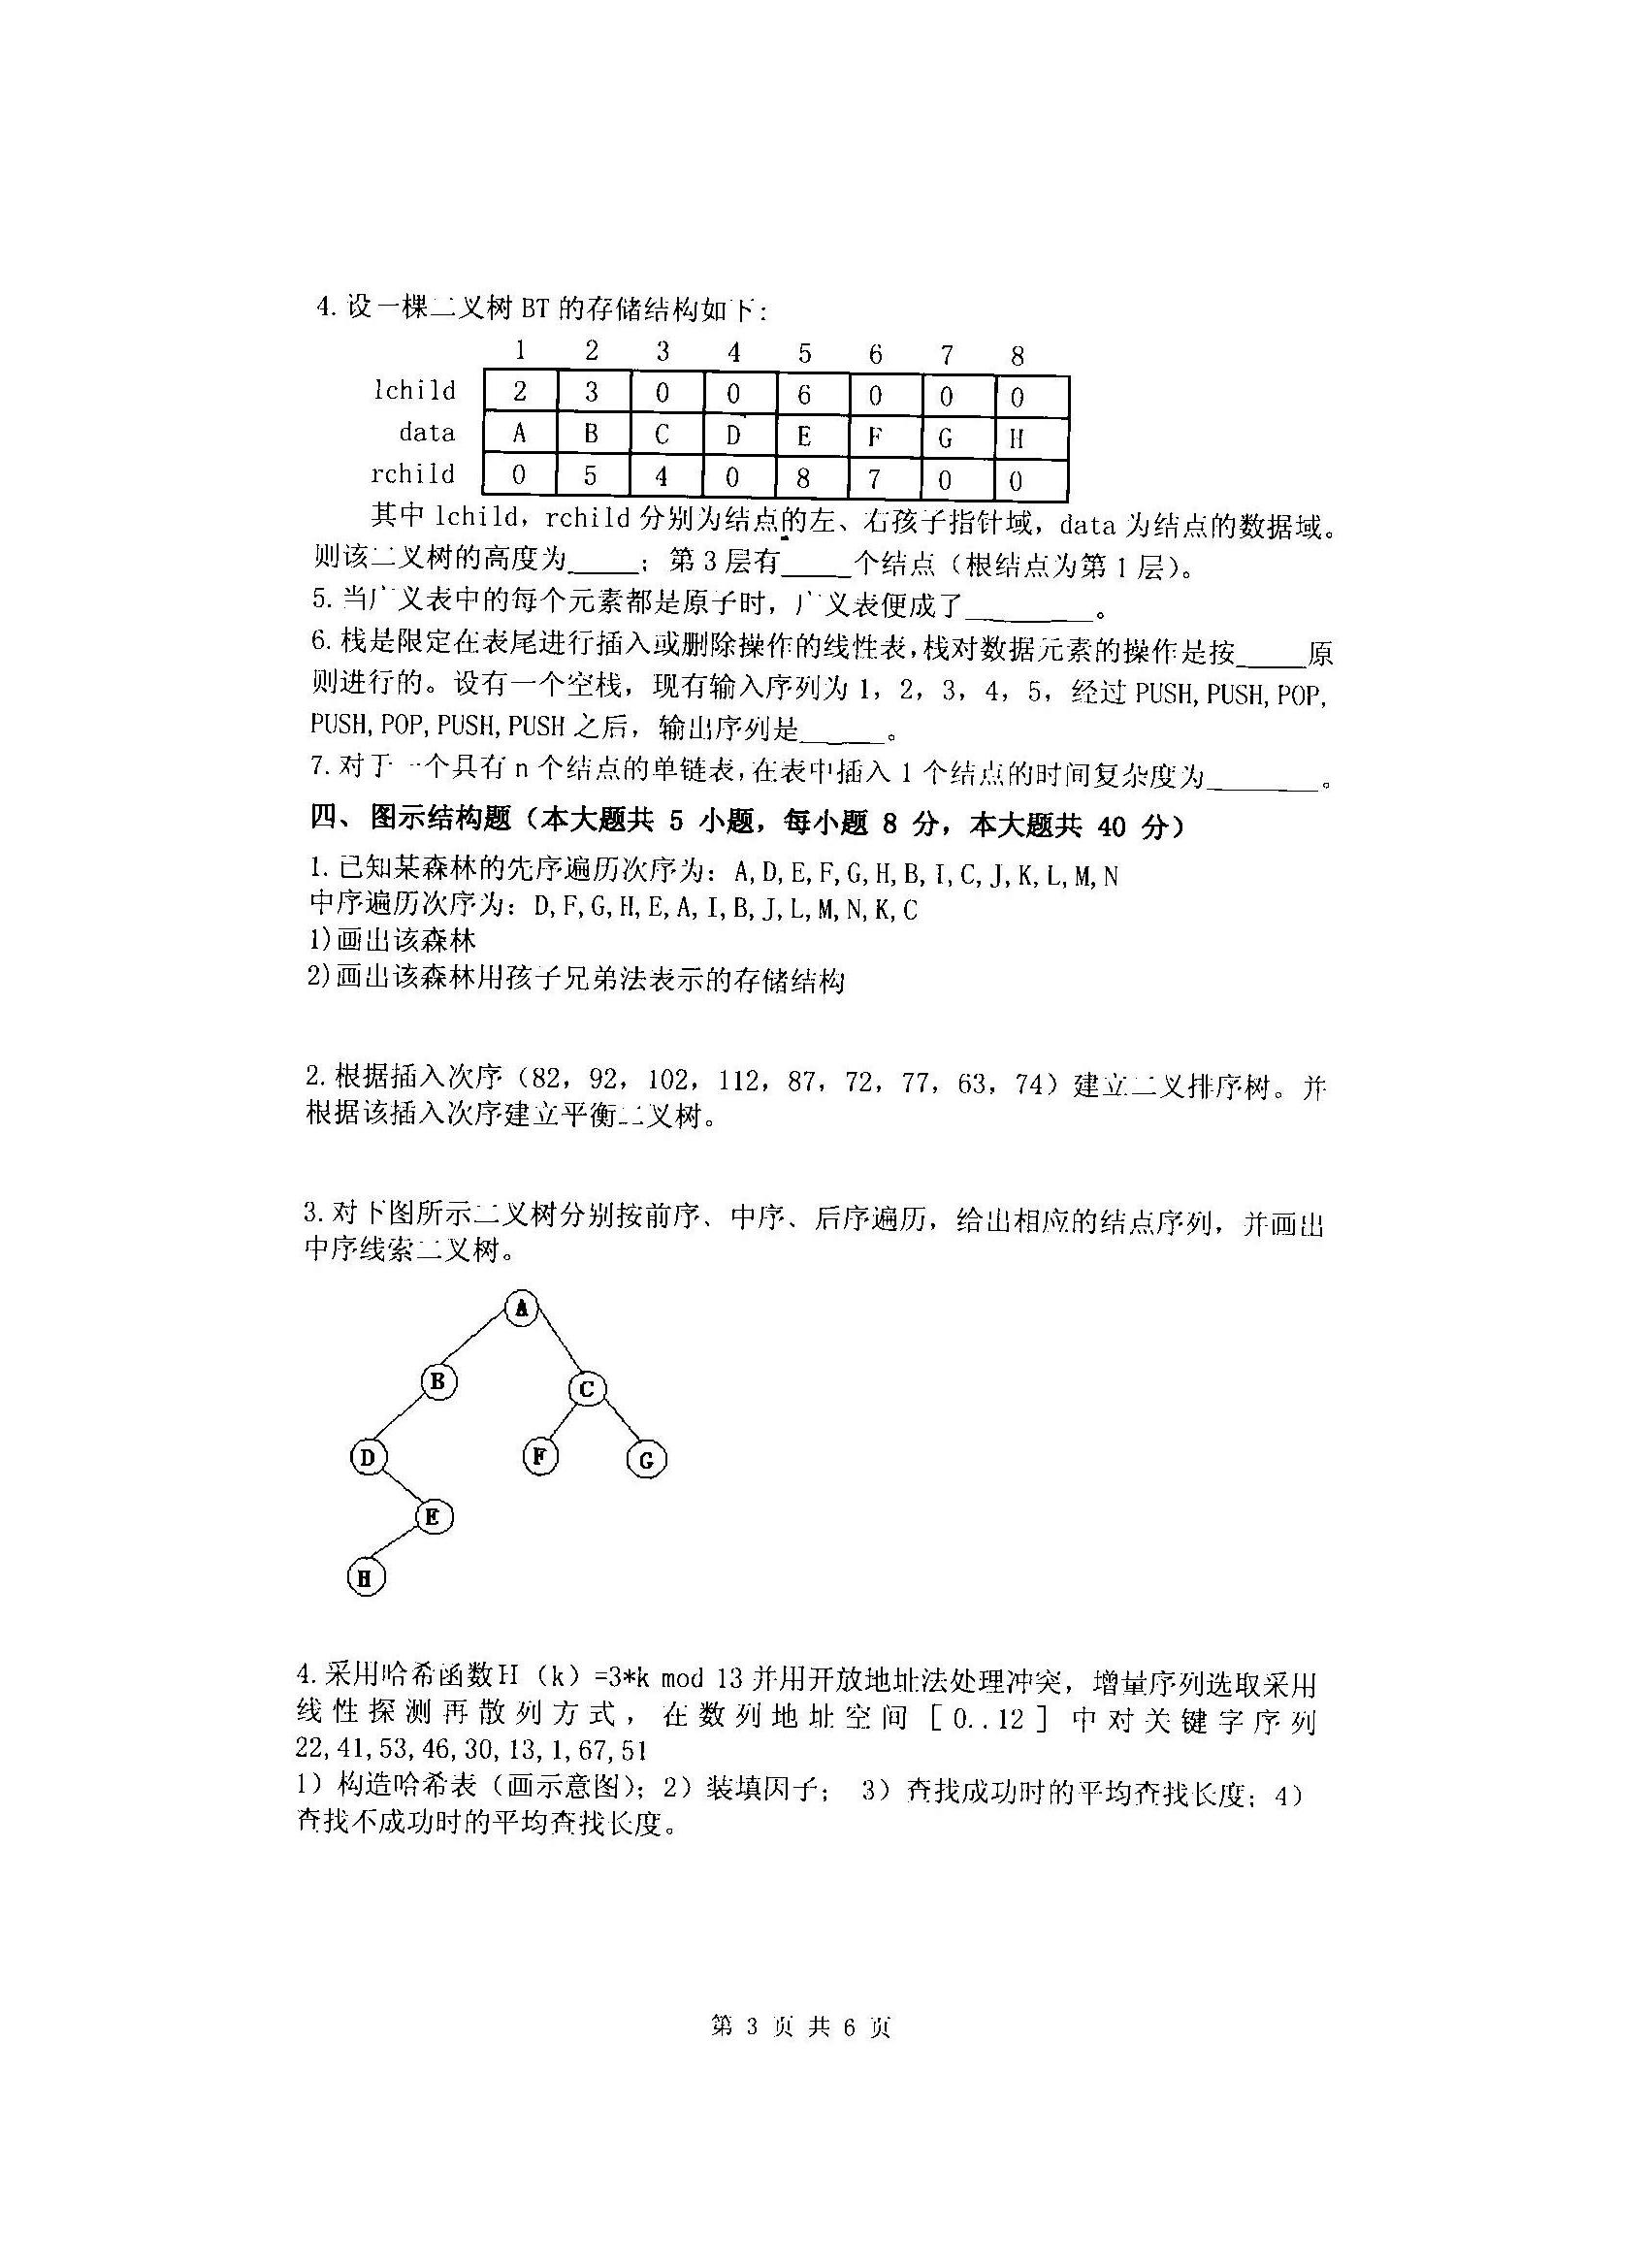 4.设一棵二叉树 BT 的存储结构如下:
1 2 3 4 5 6 7 8
lchild 2 3 0 0 6 0 0 0
data A B C D E F G H
rchild 0 5 4 0 8 7 0 0
其中 lchild, rchild 分别为结点的左、右孩子指针域, data 为结点的数据域。
则该二叉树的高度为_____; 第 3 层有_____个结点（根结点为第 1 层）。
5.当广义表中的每个元素都是原子时, 广义表便成了_________。
6.栈是限定在表尾进行插入或删除操作的线性表,栈对数据元素的操作是按_____原
则进行的。设有一个空栈, 现有输入序列为 1, 2, 3, 4, 5, 经过 PUSH,PUSH,POP,
PUSH,POP,PUSH,PUSH 之后, 输出序列是______。
7.对于一个具有 n 个结点的单链表,在表中插入 1 个结点的时间复杂度为________。
四、图示结构题（本大题共 5 小题，每小题 8 分，本大题共 40 分）
1.已知某森林的先序遍历次序为: A,D,E,F,G,H,B,I,C,J,K,L,M,N
中序遍历次序为: D,F,G,H,E,A,I,B,J,L,M,N,K,C
1)画出该森林
2)画出该森林用孩子兄弟法表示的存储结构
2.根据插入次序（82, 92, 102, 112, 87, 72, 77, 63, 74）建立二叉排序树。并
根据该插入次序建立平衡二叉树。
3.对下图所示二叉树分别按前序、中序、后序遍历, 给出相应的结点序列, 并画出
中序线索二叉树。
A
B C
D F G
E
H
4.采用哈希函数 H（k）=3*k mod 13 并用开放地址法处理冲突, 增量序列选取采用
线性探测再散列方式, 在数列地址空间［0..12］中对关键字序列
22,41,53,46,30,13,1,67,51
1）构造哈希表（画示意图）; 2）装填因子; 3）查找成功时的平均查找长度; 4）
查找不成功时的平均查找长度。
第 3 页 共 6 页